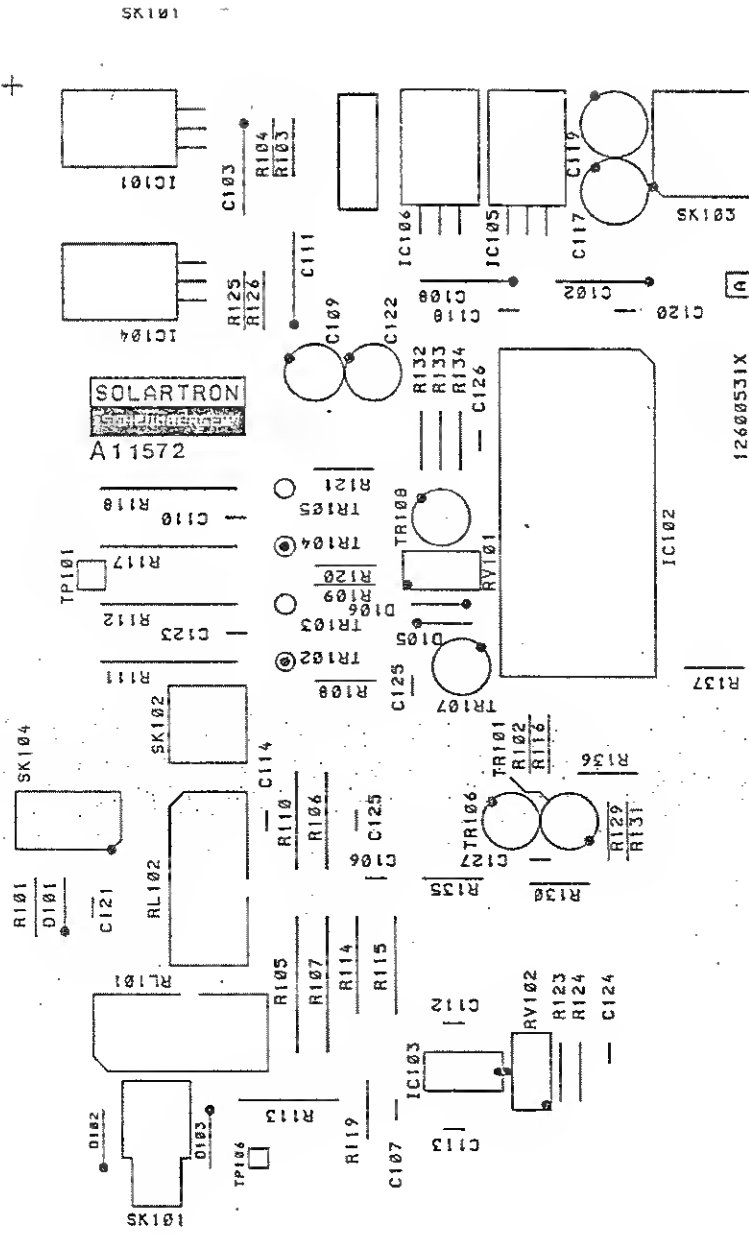 SK101
IC101
C103
R104
R103
IC106
IC105
C119
C117
SK103
IC104
R125
R126
C111
C109
C122
C108
C118
C102
C120
A
SOLARTRON
A11572
R132
R133
R134
C126
12600531X
R118
C110
R121
TR105
TR108
TR104
TP101
R117
R120
R109
RV101
IC102
D106
R112
C123
TR103
D105
TR102
R111
R108
C125
TR107
R137
SK102
SK104
C114
TR101
R102
R116
R136
R110
R106
C125
TR106
R129
R131
C106
C127
R101
D101
C121
RL102
R135
R130
RL101
R105
R107
R114
R115
C112
IC103
RV102
R123
R124
C124
D102
D103
R113
R119
C107
C113
TP106
SK101